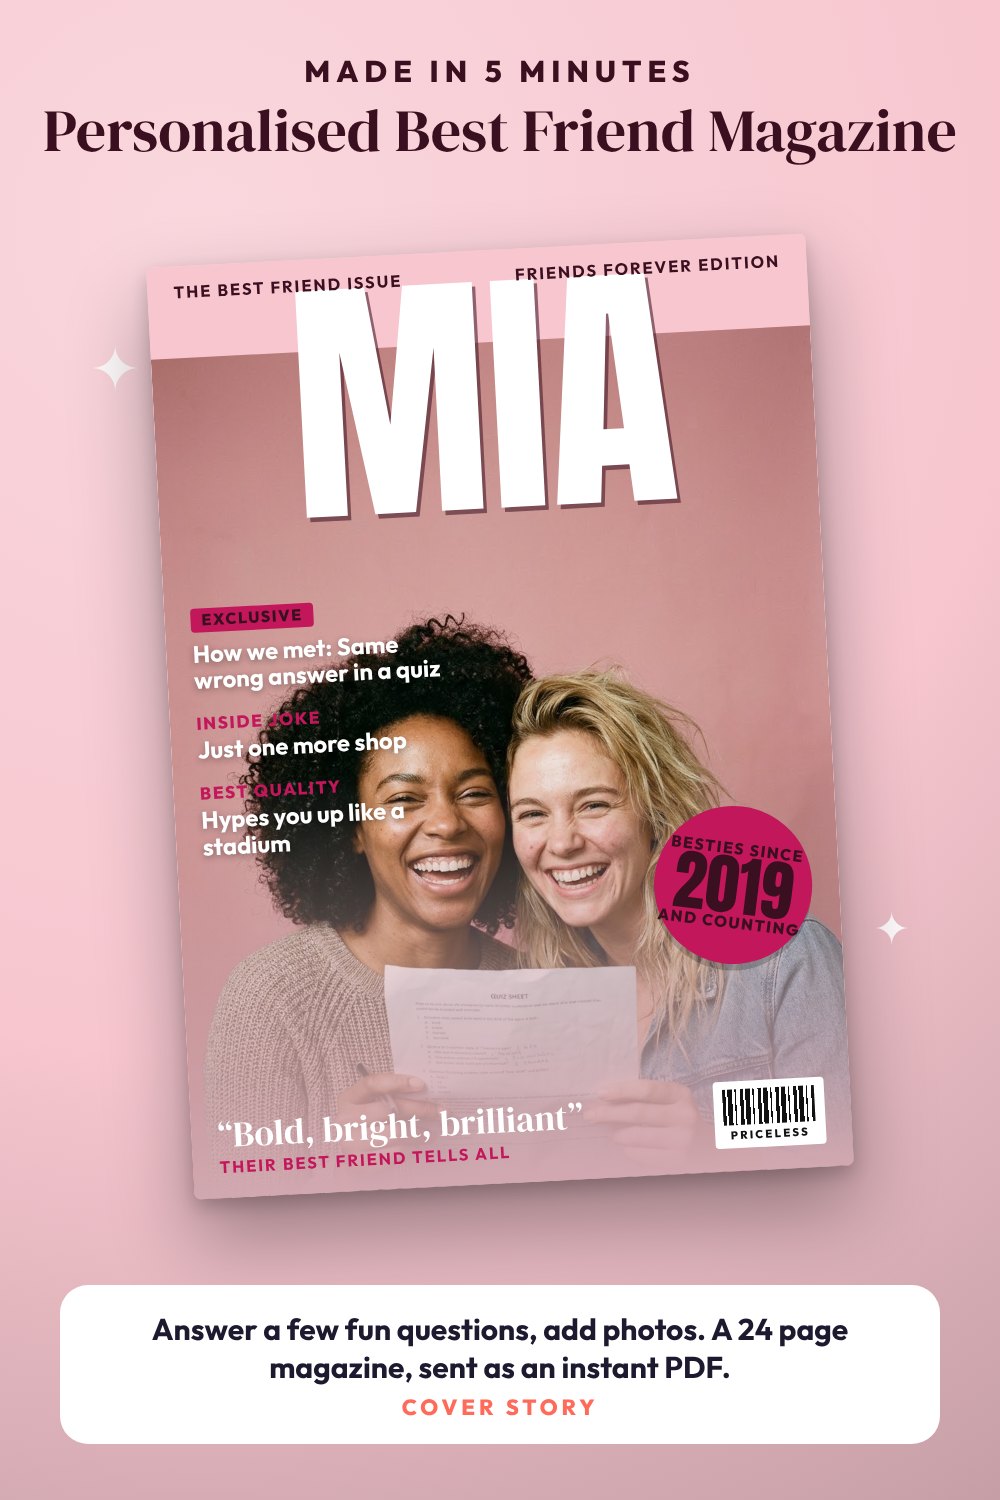 MADE IN 5 MINUTES
Personalised Best Friend Magazine
THE BEST FRIEND ISSUE
FRIENDS FOREVER EDITION
MIA
EXCLUSIVE
How we met: Same
wrong answer in a quiz
INSIDE JOKE
Just one more shop
BEST QUALITY
Hypes you up like a
stadium
BESTIES SINCE
2019
AND COUNTING
QUIZ SHEET
“Bold, bright, brilliant”
THEIR BEST FRIEND TELLS ALL
PRICELESS
Answer a few fun questions, add photos. A 24 page
magazine, sent as an instant PDF.
COVER STORY